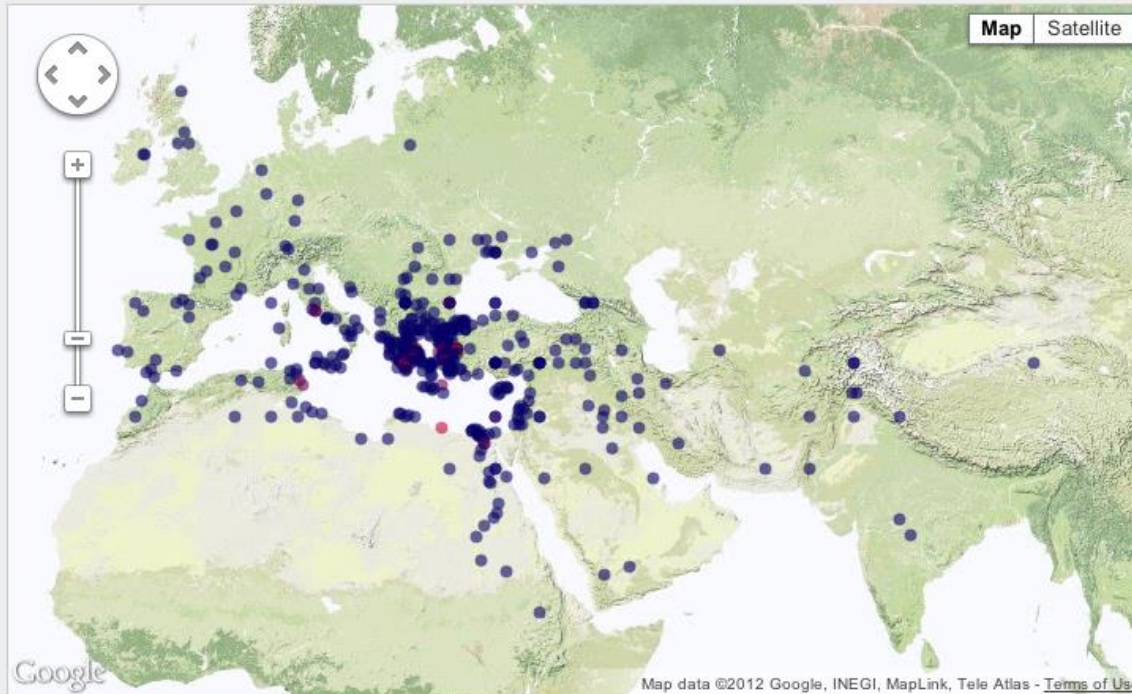 Map Satellite
Google
Map data ©2012 Google, INEGI, MapLink, Tele Atlas - Terms of Us